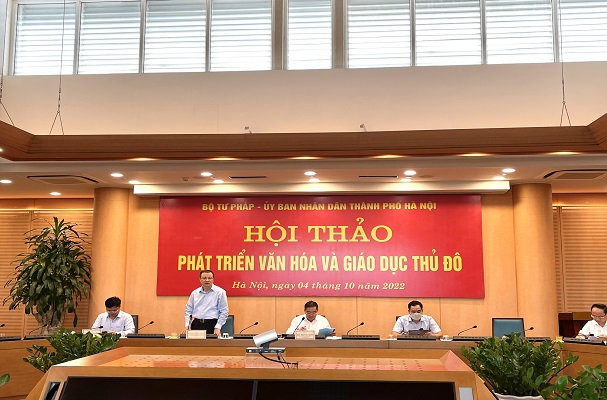 BỘ TƯ PHÁP - ỦY BAN NHÂN DÂN THÀNH PHỐ HÀ NỘI
HỘI THẢO
PHÁT TRIỂN VĂN HÓA VÀ GIÁO DỤC THỦ ĐÔ
Hà Nội, ngày 04 tháng 10 năm 2022